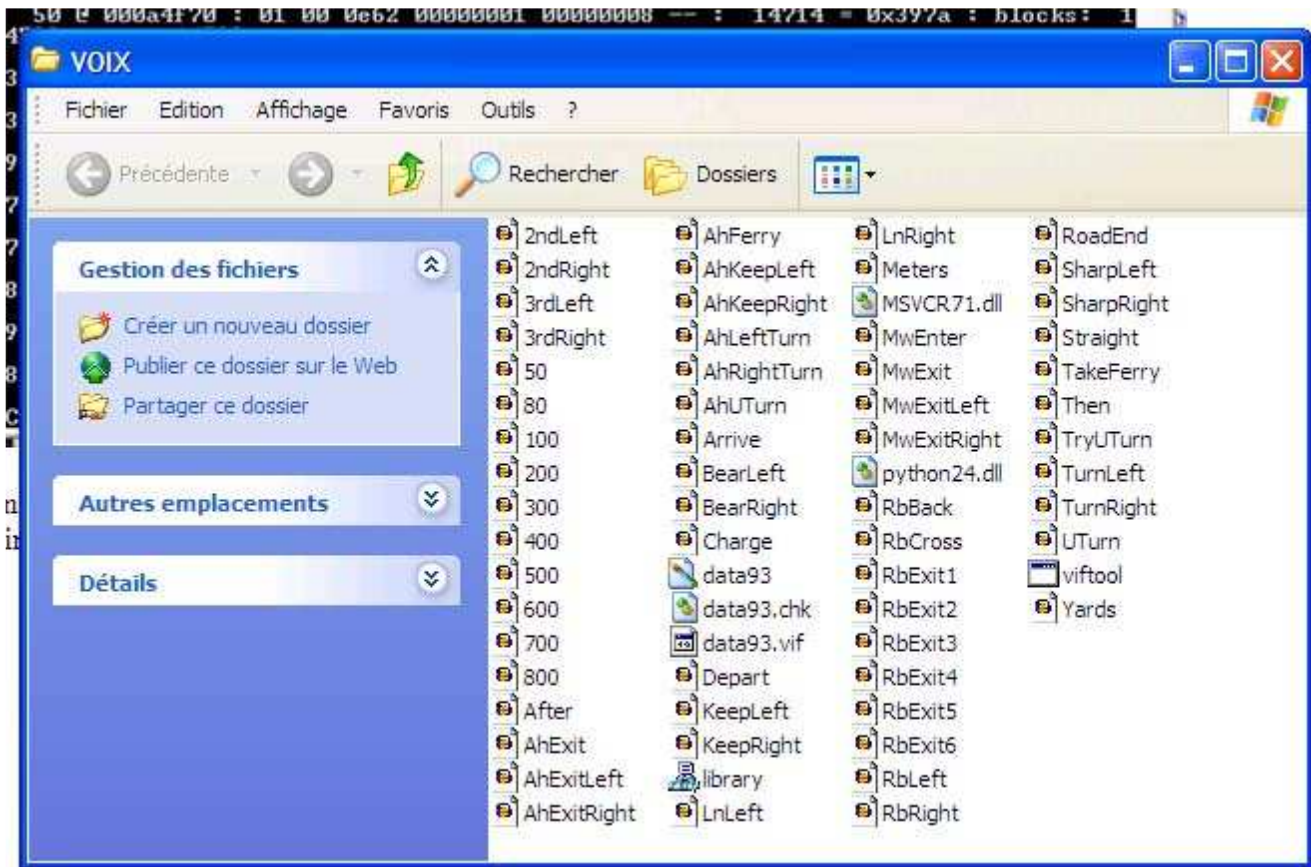 50 @ 000a4f70 : 01 00 0e62 00000001 00000008 -- : 14714 = 0x397a : blocks: 1
VOIX
Fichier Edition Affichage Favoris Outils ?
Précédente Rechercher Dossiers
Gestion des fichiers
Créer un nouveau dossier
Publier ce dossier sur le Web
Partager ce dossier
Autres emplacements
Détails
2ndLeft
2ndRight
3rdLeft
3rdRight
50
80
100
200
300
400
500
600
700
800
After
AhExit
AhExitLeft
AhExitRight
AhFerry
AhKeepLeft
AhKeepRight
AhLeftTurn
AhRightTurn
AhUTurn
Arrive
BearLeft
BearRight
Charge
data93
data93.chk
data93.vif
Depart
KeepLeft
KeepRight
library
LnLeft
LnRight
Meters
MSVCR71.dll
MwEnter
MwExit
MwExitLeft
MwExitRight
python24.dll
RbBack
RbCross
RbExit1
RbExit2
RbExit3
RbExit4
RbExit5
RbExit6
RbLeft
RbRight
RoadEnd
SharpLeft
SharpRight
Straight
TakeFerry
Then
TryUTurn
TurnLeft
TurnRight
UTurn
viftool
Yards